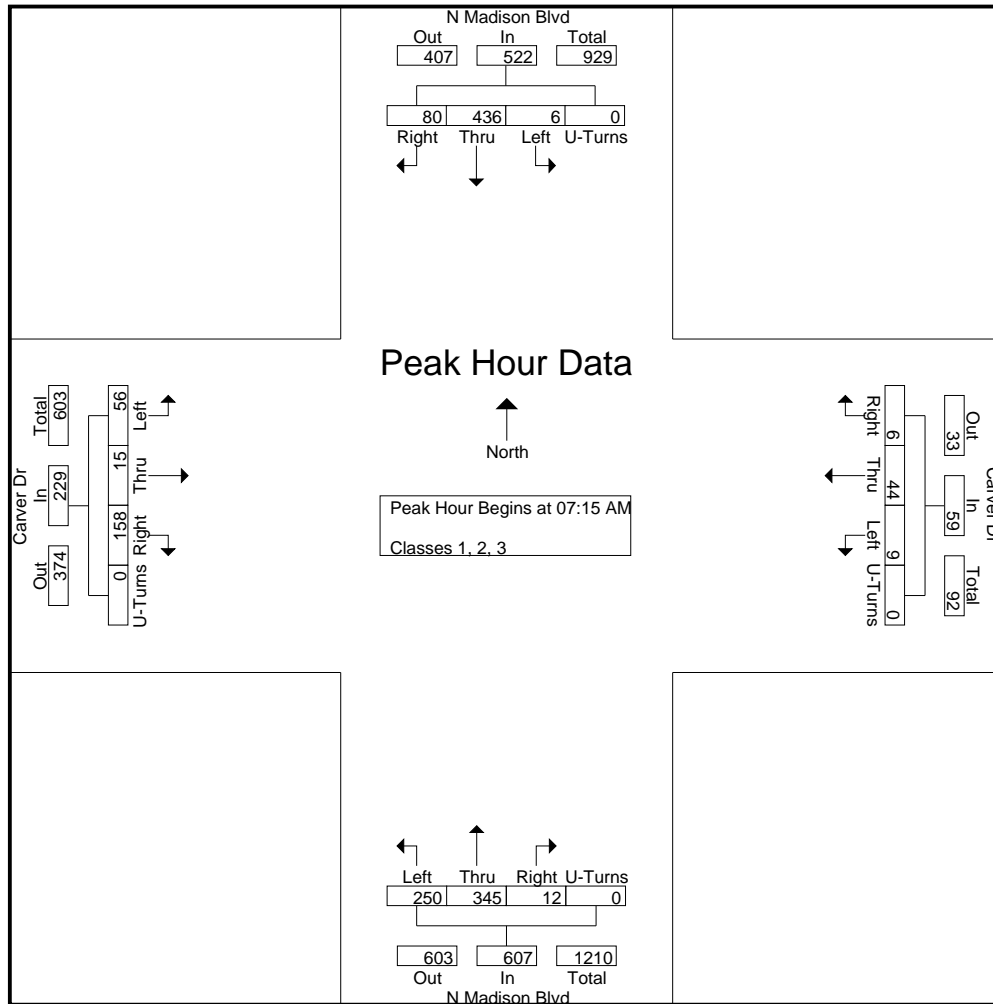 N Madison Blvd
Out In Total
407 522 929
80 436 6 0
Right Thru Left U-Turns
Peak Hour Data
North
Peak Hour Begins at 07:15 AM
Classes 1, 2, 3
Carver Dr
Total In Out
603 229 374
56 15 158 0
Left Thru Right U-Turns
Right Thru Left U-Turns
6 44 9 0
33 59 92
Out In Total
Carver Dr
Left Thru Right U-Turns
250 345 12 0
603 607 1210
Out In Total
N Madison Blvd